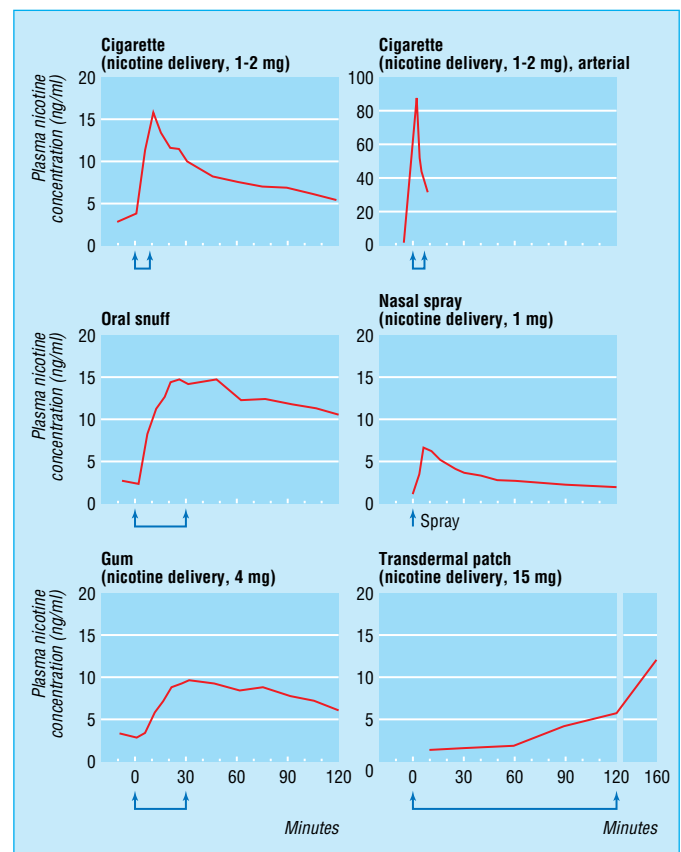 Cigarette
(nicotine delivery, 1-2 mg)
Plasma nicotine
concentration (ng/ml)
20
15
10
5
0
Cigarette
(nicotine delivery, 1-2 mg), arterial
100
80
60
40
20
0
Oral snuff
Plasma nicotine
concentration (ng/ml)
20
15
10
5
0
Nasal spray
(nicotine delivery, 1 mg)
20
15
10
5
0
Spray
Gum
(nicotine delivery, 4 mg)
Plasma nicotine
concentration (ng/ml)
20
15
10
5
0
0 30 60 90 120
Minutes
Transdermal patch
(nicotine delivery, 15 mg)
20
15
10
5
0
0 30 60 90 120 160
Minutes